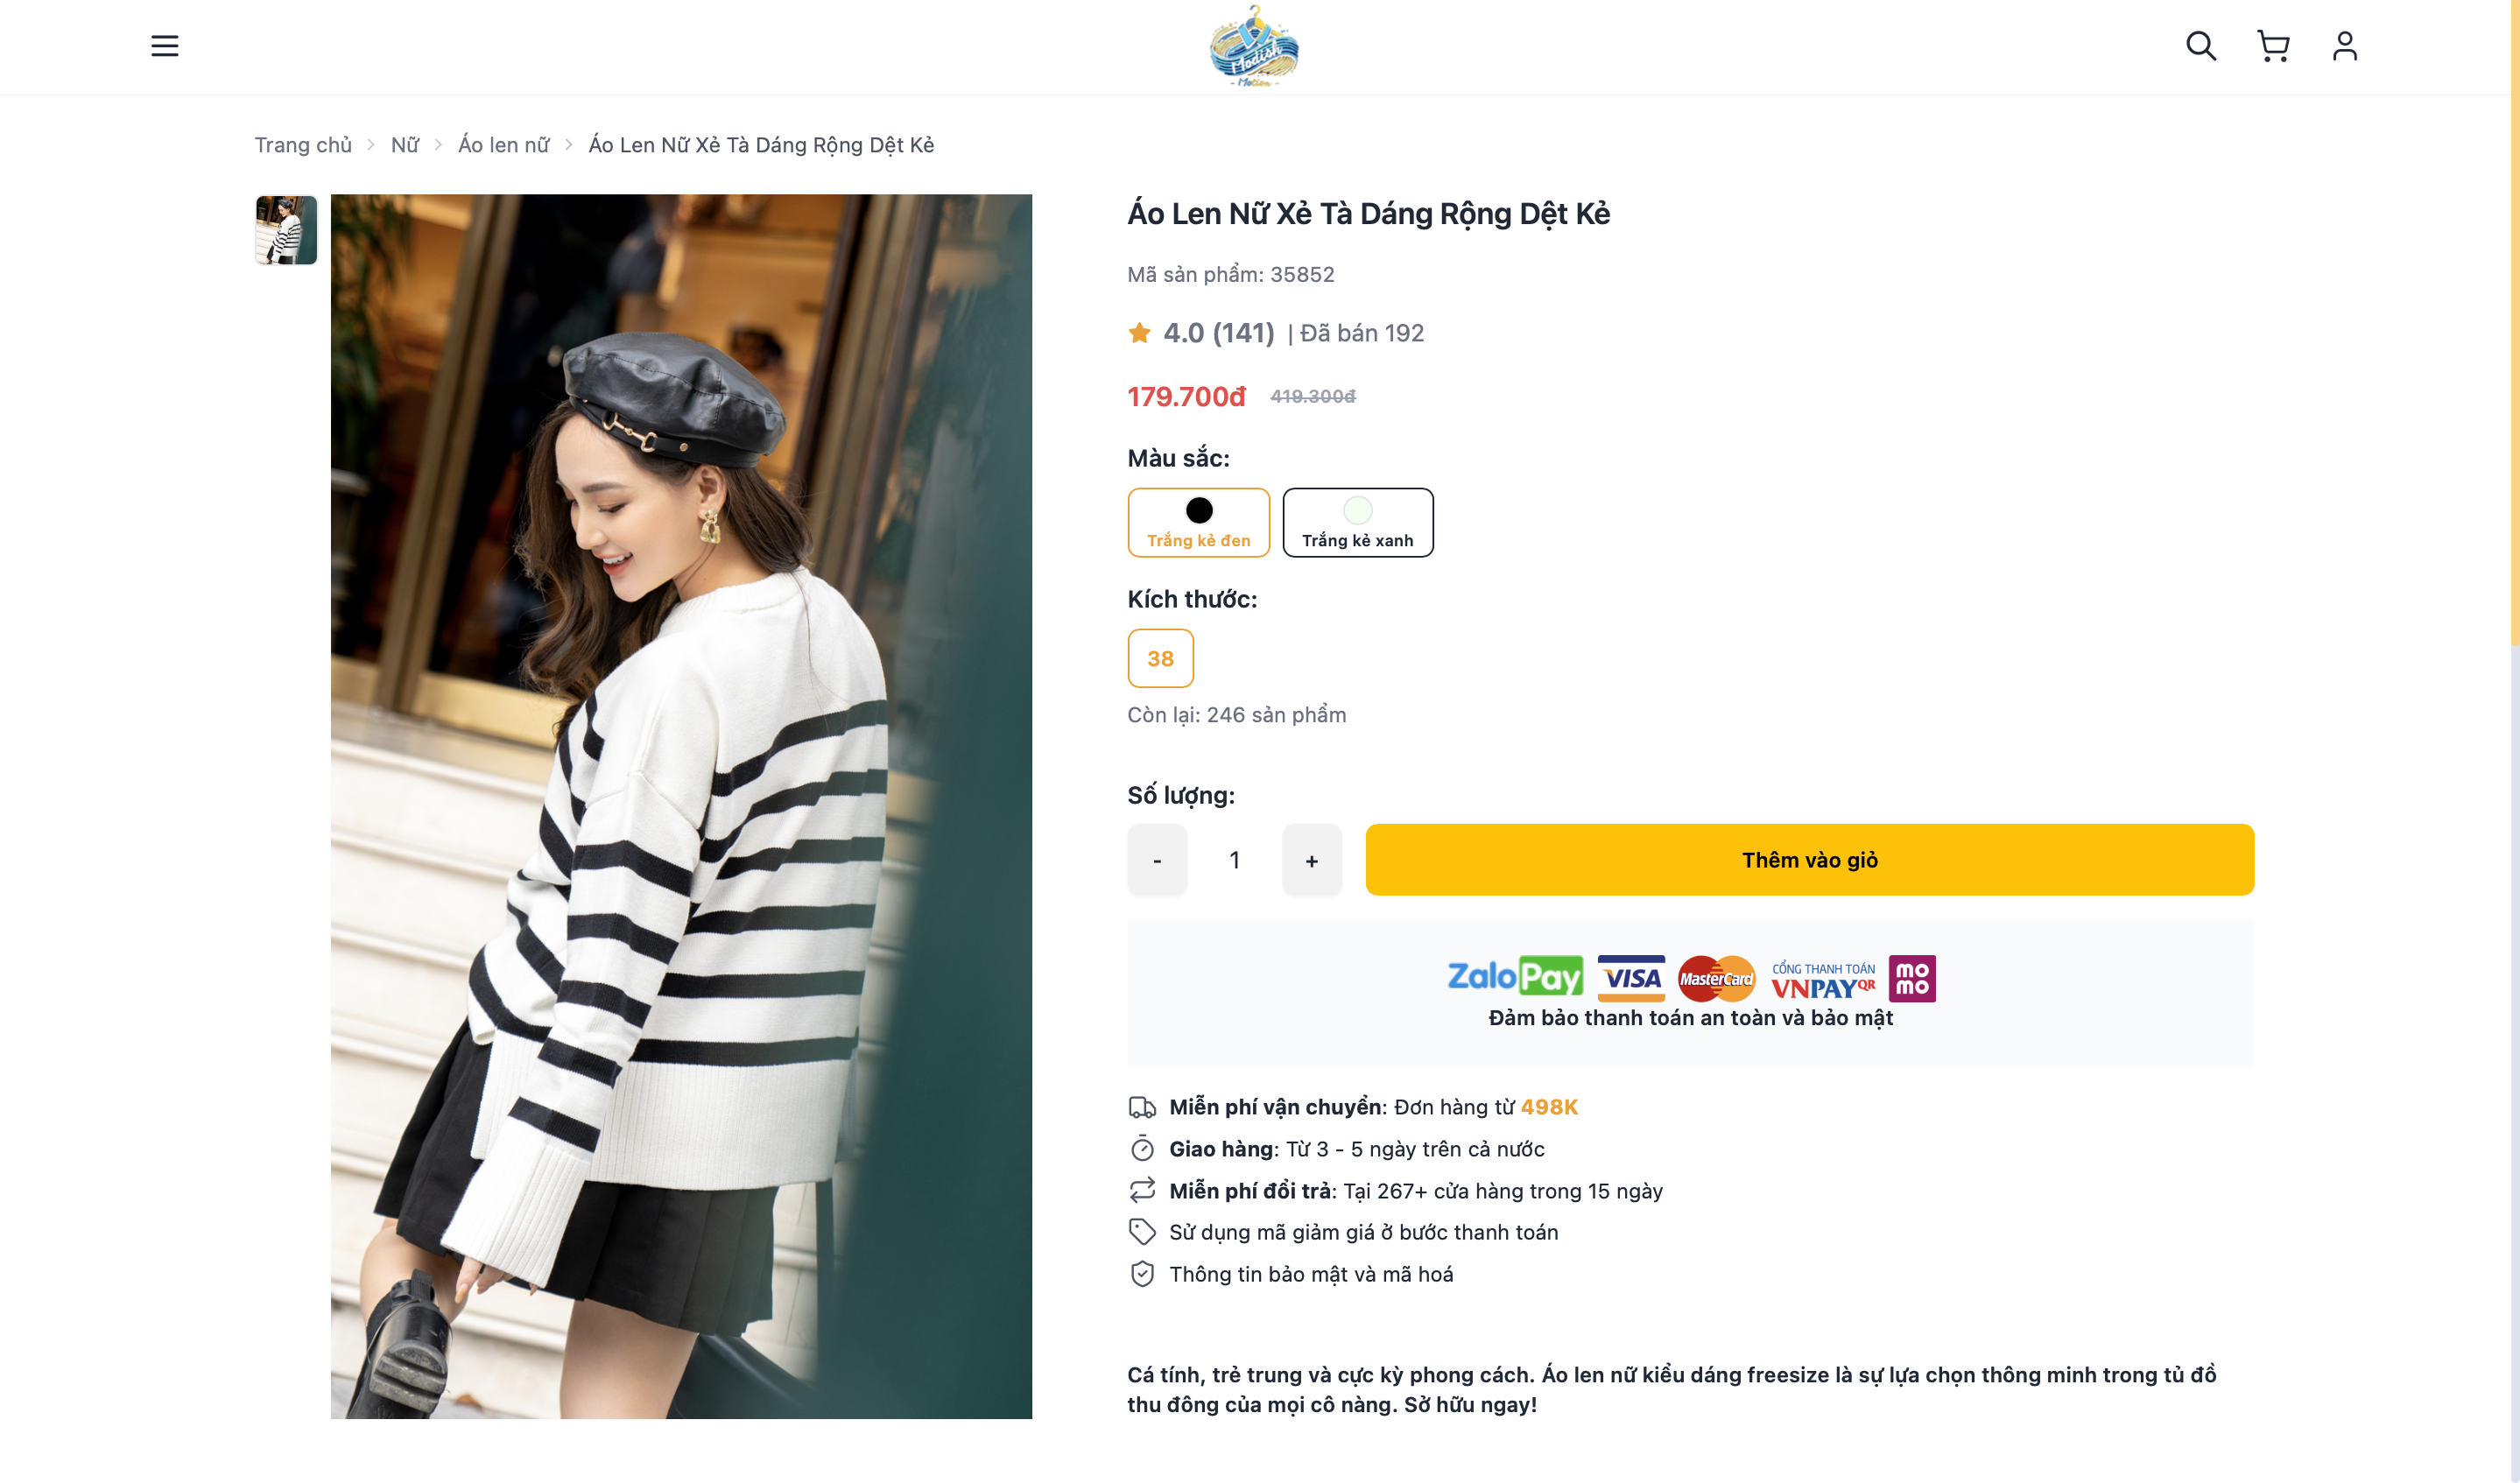 Modish
- Motion -
Trang chủ > Nữ > Áo len nữ > Áo Len Nữ Xẻ Tà Dáng Rộng Dệt Kẻ
Áo Len Nữ Xẻ Tà Dáng Rộng Dệt Kẻ
Mã sản phẩm: 35852
4.0 (141) | Đã bán 192
179.700đ 419.300đ
Màu sắc:
Trắng kẻ đen Trắng kẻ xanh
Kích thước:
38
Còn lại: 246 sản phẩm
Số lượng:
- 1 + Thêm vào giỏ
ZaloPay VISA MasterCard CỔNG THANH TOÁN VNPAYQR mo mo
Đảm bảo thanh toán an toàn và bảo mật
Miễn phí vận chuyển: Đơn hàng từ 498K
Giao hàng: Từ 3 - 5 ngày trên cả nước
Miễn phí đổi trả: Tại 267+ cửa hàng trong 15 ngày
Sử dụng mã giảm giá ở bước thanh toán
Thông tin bảo mật và mã hoá
Cá tính, trẻ trung và cực kỳ phong cách. Áo len nữ kiểu dáng freesize là sự lựa chọn thông minh trong tủ đồ
thu đông của mọi cô nàng. Sở hữu ngay!